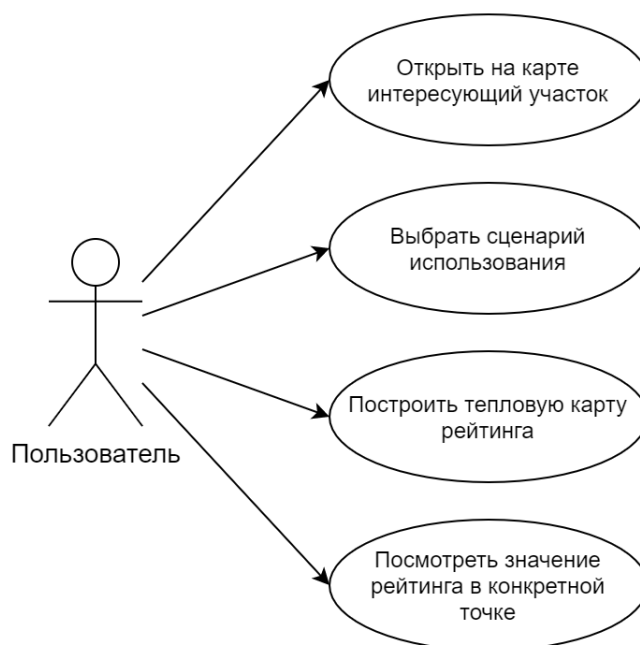 Открыть на карте
интересующий участок
Выбрать сценарий
использования
Построить тепловую карту
рейтинга
Пользователь
Посмотреть значение
рейтинга в конкретной
точке